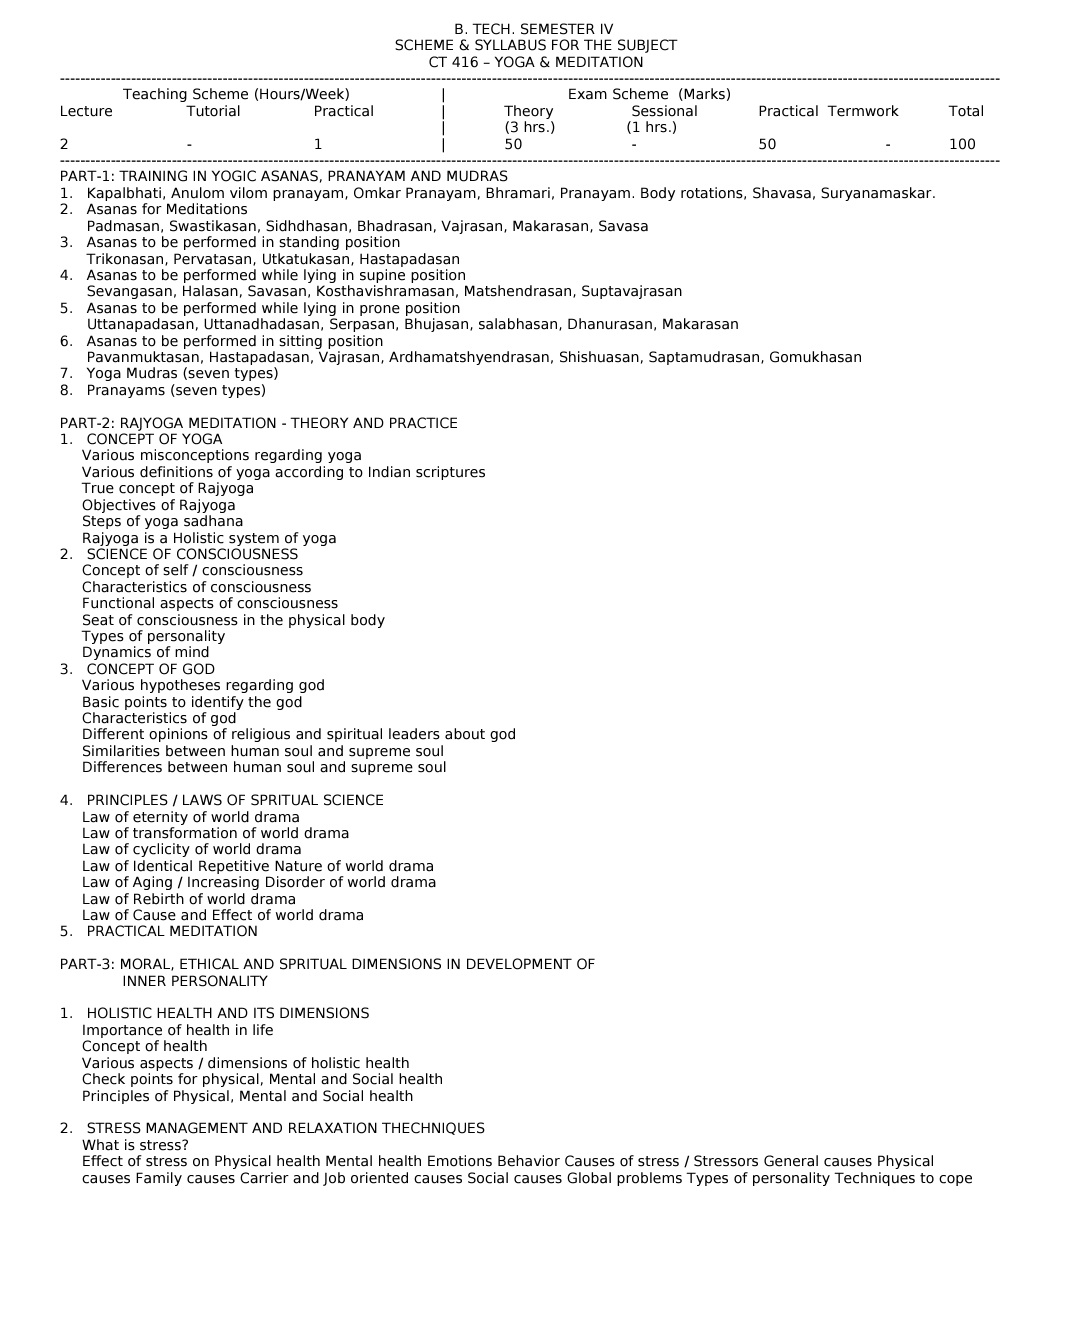 B. TECH. SEMESTER IV
SCHEME & SYLLABUS FOR THE SUBJECT
CT 416 – YOGA & MEDITATION
Teaching Scheme (Hours/Week) | Exam Scheme (Marks)
Lecture Tutorial Practical | Theory Sessional Practical Termwork Total
| (3 hrs.) (1 hrs.)
2 - 1 | 50 - 50 - 100
PART-1: TRAINING IN YOGIC ASANAS, PRANAYAM AND MUDRAS
1. Kapalbhati, Anulom vilom pranayam, Omkar Pranayam, Bhramari, Pranayam. Body rotations, Shavasa, Suryanamaskar.
2. Asanas for Meditations
Padmasan, Swastikasan, Sidhdhasan, Bhadrasan, Vajrasan, Makarasan, Savasa
3. Asanas to be performed in standing position
Trikonasan, Pervatasan, Utkatukasan, Hastapadasan
4. Asanas to be performed while lying in supine position
Sevangasan, Halasan, Savasan, Kosthavishramasan, Matshendrasan, Suptavajrasan
5. Asanas to be performed while lying in prone position
Uttanapadasan, Uttanadhadasan, Serpasan, Bhujasan, salabhasan, Dhanurasan, Makarasan
6. Asanas to be performed in sitting position
Pavanmuktasan, Hastapadasan, Vajrasan, Ardhamatshyendrasan, Shishuasan, Saptamudrasan, Gomukhasan
7. Yoga Mudras (seven types)
8. Pranayams (seven types)
PART-2: RAJYOGA MEDITATION - THEORY AND PRACTICE
1. CONCEPT OF YOGA
Various misconceptions regarding yoga
Various definitions of yoga according to Indian scriptures
True concept of Rajyoga
Objectives of Rajyoga
Steps of yoga sadhana
Rajyoga is a Holistic system of yoga
2. SCIENCE OF CONSCIOUSNESS
Concept of self / consciousness
Characteristics of consciousness
Functional aspects of consciousness
Seat of consciousness in the physical body
Types of personality
Dynamics of mind
3. CONCEPT OF GOD
Various hypotheses regarding god
Basic points to identify the god
Characteristics of god
Different opinions of religious and spiritual leaders about god
Similarities between human soul and supreme soul
Differences between human soul and supreme soul
4. PRINCIPLES / LAWS OF SPRITUAL SCIENCE
Law of eternity of world drama
Law of transformation of world drama
Law of cyclicity of world drama
Law of Identical Repetitive Nature of world drama
Law of Aging / Increasing Disorder of world drama
Law of Rebirth of world drama
Law of Cause and Effect of world drama
5. PRACTICAL MEDITATION
PART-3: MORAL, ETHICAL AND SPRITUAL DIMENSIONS IN DEVELOPMENT OF
INNER PERSONALITY
1. HOLISTIC HEALTH AND ITS DIMENSIONS
Importance of health in life
Concept of health
Various aspects / dimensions of holistic health
Check points for physical, Mental and Social health
Principles of Physical, Mental and Social health
2. STRESS MANAGEMENT AND RELAXATION THECHNIQUES
What is stress?
Effect of stress on Physical health Mental health Emotions Behavior Causes of stress / Stressors General causes Physical
causes Family causes Carrier and Job oriented causes Social causes Global problems Types of personality Techniques to cope